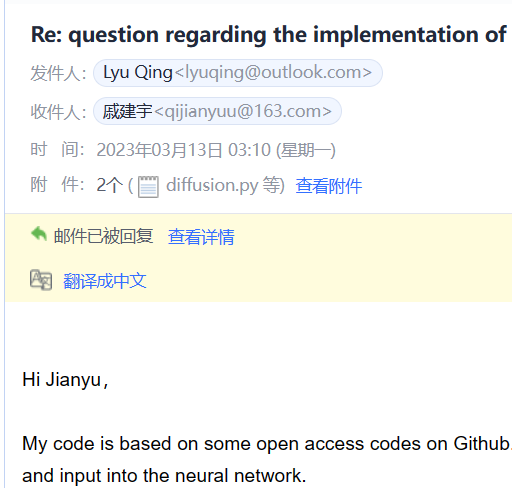 Re: question regarding the implementation of
发件人： Lyu Qing<lyuqing@outlook.com>
收件人： 戚建宇<qijianyuu@163.com>
时 间： 2023年03月13日 03:10 (星期一)
附 件： 2个 ( diffusion.py 等) 查看附件
邮件已被回复 查看详情
翻译成中文
Hi Jianyu，
My code is based on some open access codes on Github.
and input into the neural network.